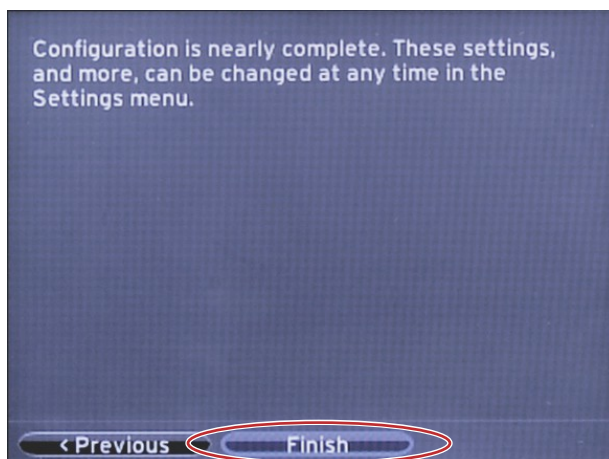 Configuration is nearly complete. These settings,
and more, can be changed at any time in the
Settings menu.
< Previous
Finish